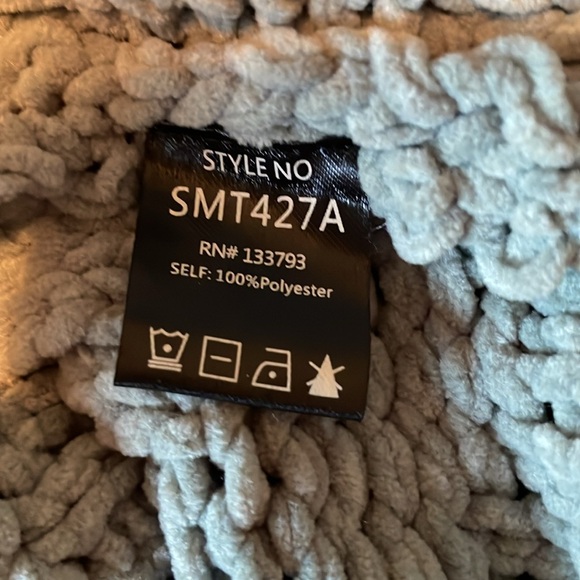 STYLE NO
SMT427A
RN# 133793
SELF: 100%Polyester